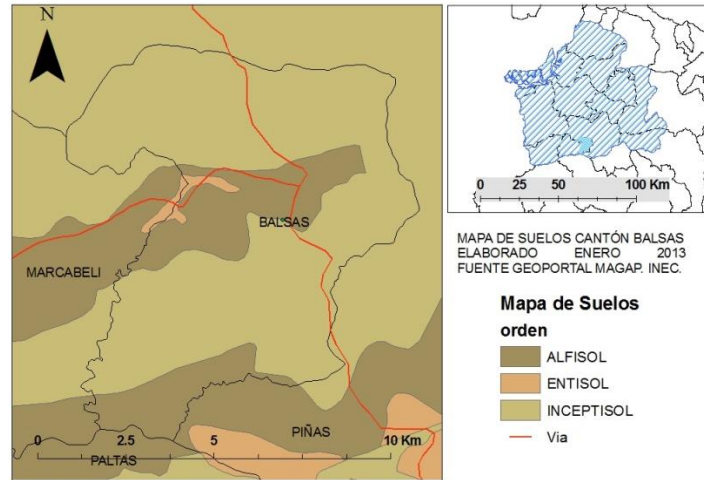 N
BALSAS
MARCABELI
PIÑAS
0 2.5 5 10 Km
PALTAS
0 25 50 100 Km
MAPA DE SUELOS CANTÓN BALSAS
ELABORADO ENERO 2013
FUENTE GEOPORTAL MAGAP. INEC.
Mapa de Suelos
orden
ALFISOL
ENTISOL
INCEPTISOL
Via